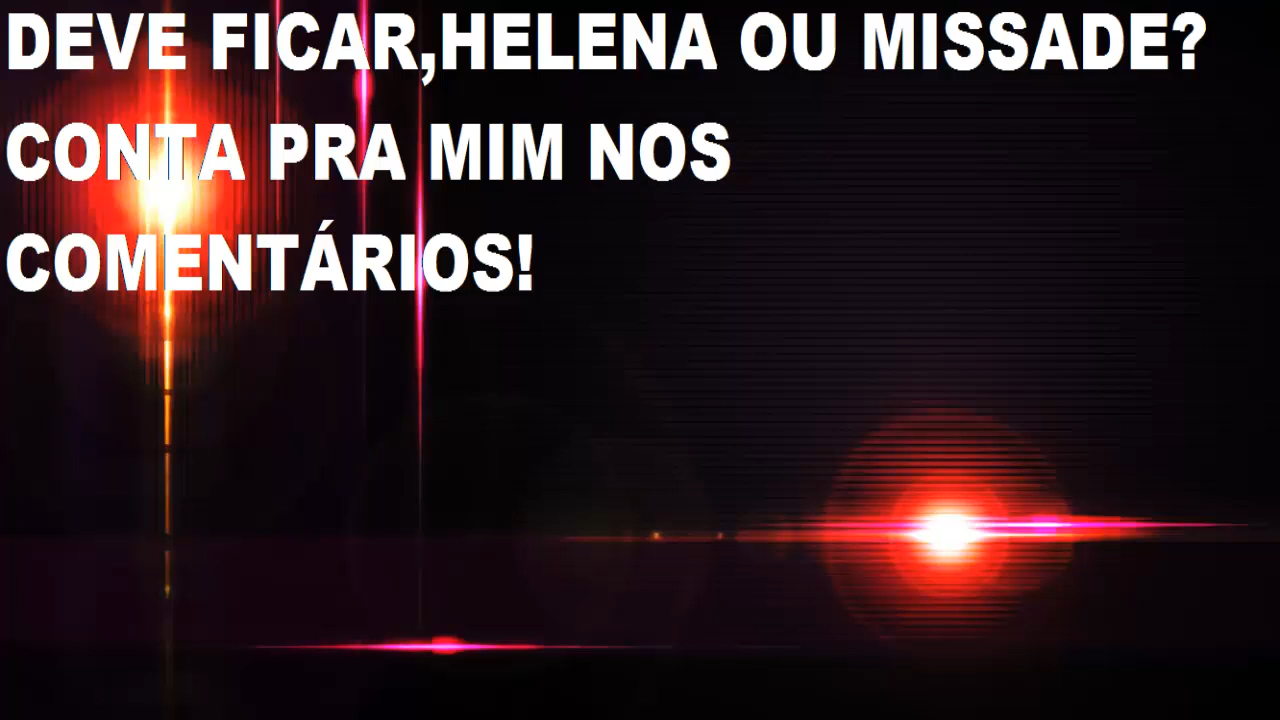 DEVE FICAR,HELENA OU MISSADE?
CONTA PRA MIM NOS
COMENTÁRIOS!